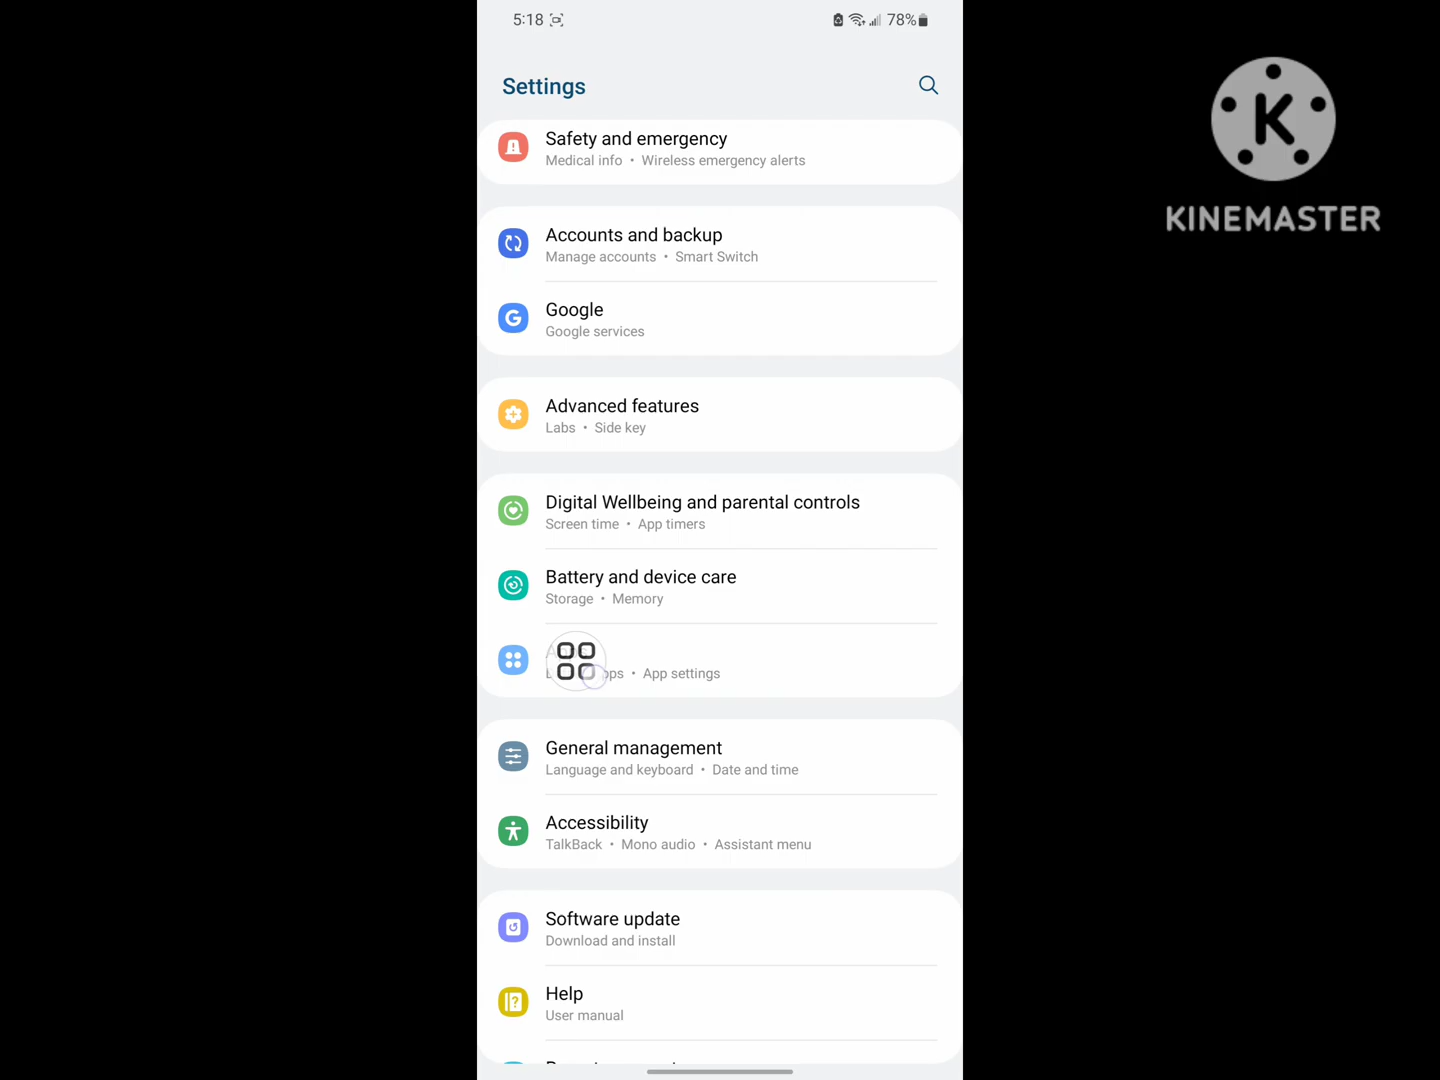 5:18 78%
Settings
Safety and emergency
Medical info • Wireless emergency alerts
Accounts and backup
Manage accounts • Smart Switch
Google
Google services
Advanced features
Labs • Side key
Digital Wellbeing and parental controls
Screen time • App timers
Battery and device care
Storage • Memory
• App settings
General management
Language and keyboard • Date and time
Accessibility
TalkBack • Mono audio • Assistant menu
Software update
Download and install
Help
User manual
K
KINEMASTER